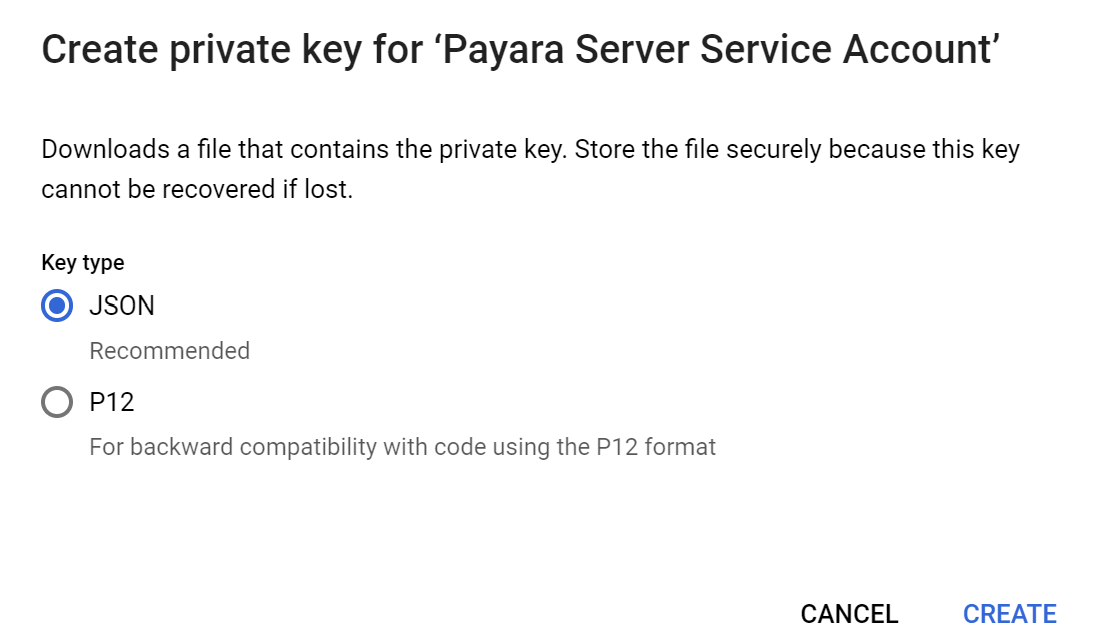 Create private key for ‘Payara Server Service Account’
Downloads a file that contains the private key. Store the file securely because this key
cannot be recovered if lost.
Key type
JSON
Recommended
P12
For backward compatibility with code using the P12 format
CANCEL
CREATE